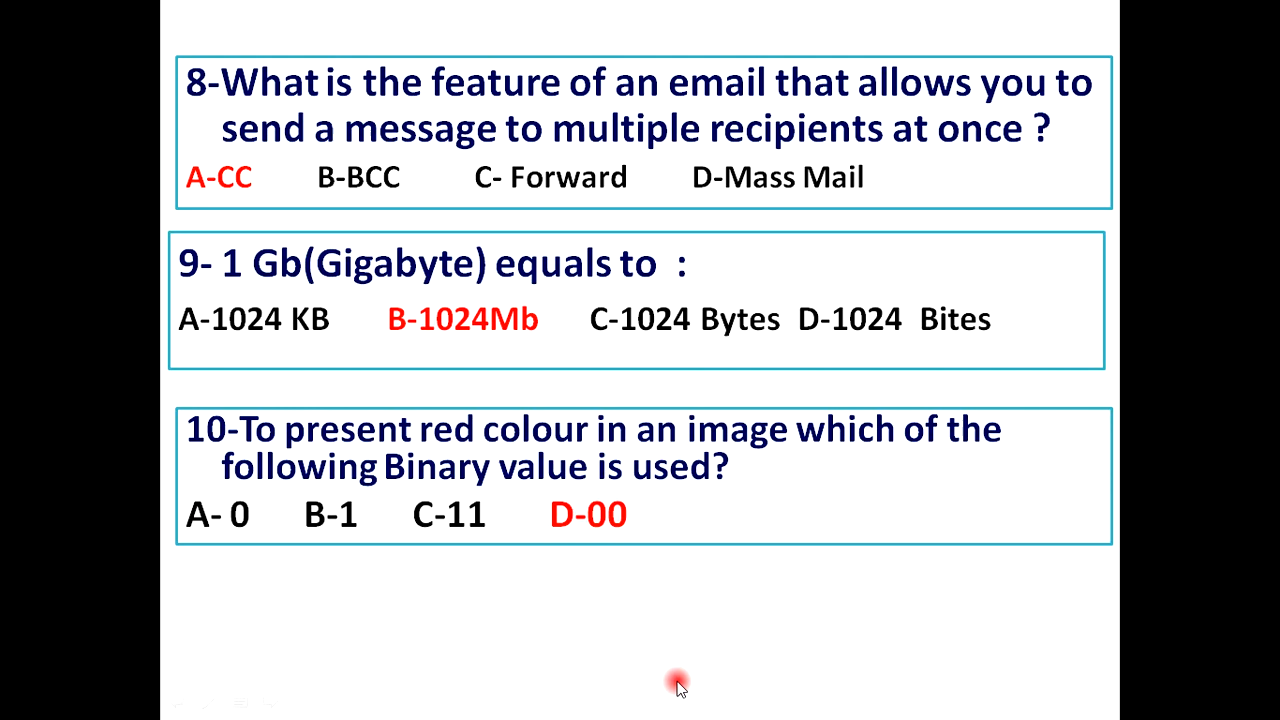 8-What is the feature of an email that allows you to
send a message to multiple recipients at once ?
A-CC B-BCC C- Forward D-Mass Mail
9- 1 Gb(Gigabyte) equals to :
A-1024 KB B-1024Mb C-1024 Bytes D-1024 Bites
10-To present red colour in an image which of the
following Binary value is used?
A- 0 B-1 C-11 D-00